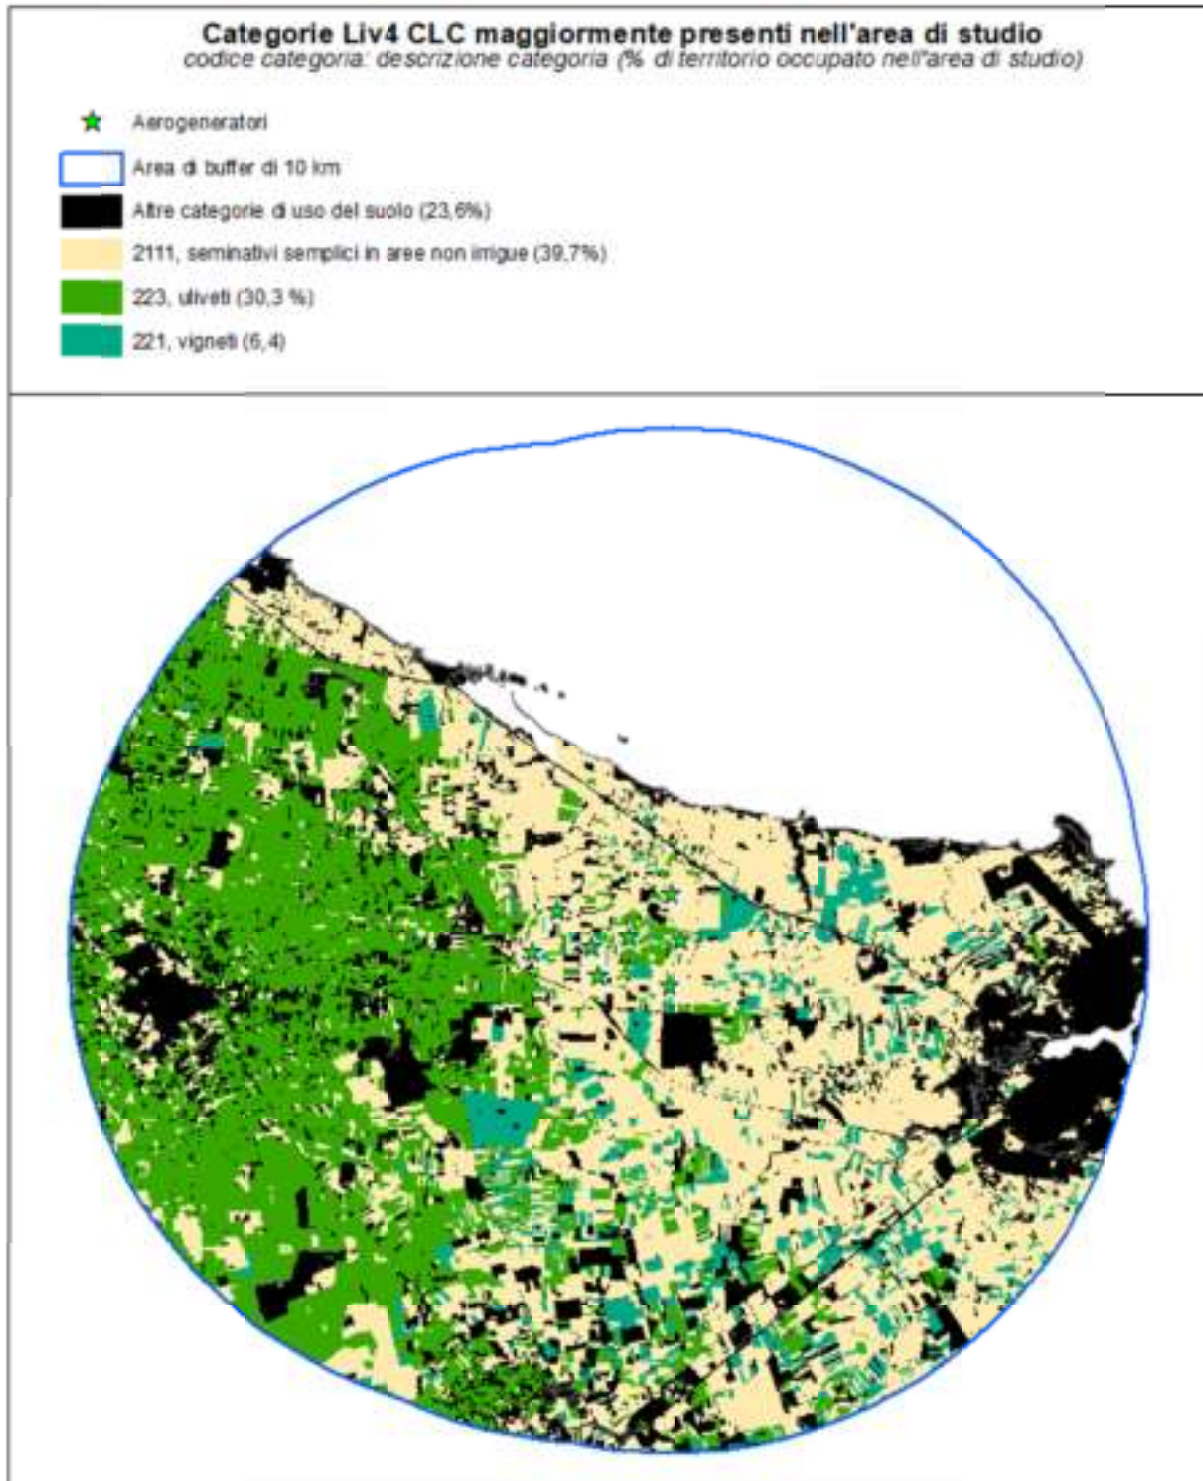 Categorie Liv4 CLC maggiormente presenti nell'area di studio
codice categoria: descrizione categoria (% di territorio occupato nell'area di studio)
Aerogeneratori
Area di buffer di 10 km
Altre categorie di uso del suolo (23,6%)
2111, seminativi semplici in aree non irrigue (39,7%)
223, uliveti (30,3 %)
221, vigneti (6,4)